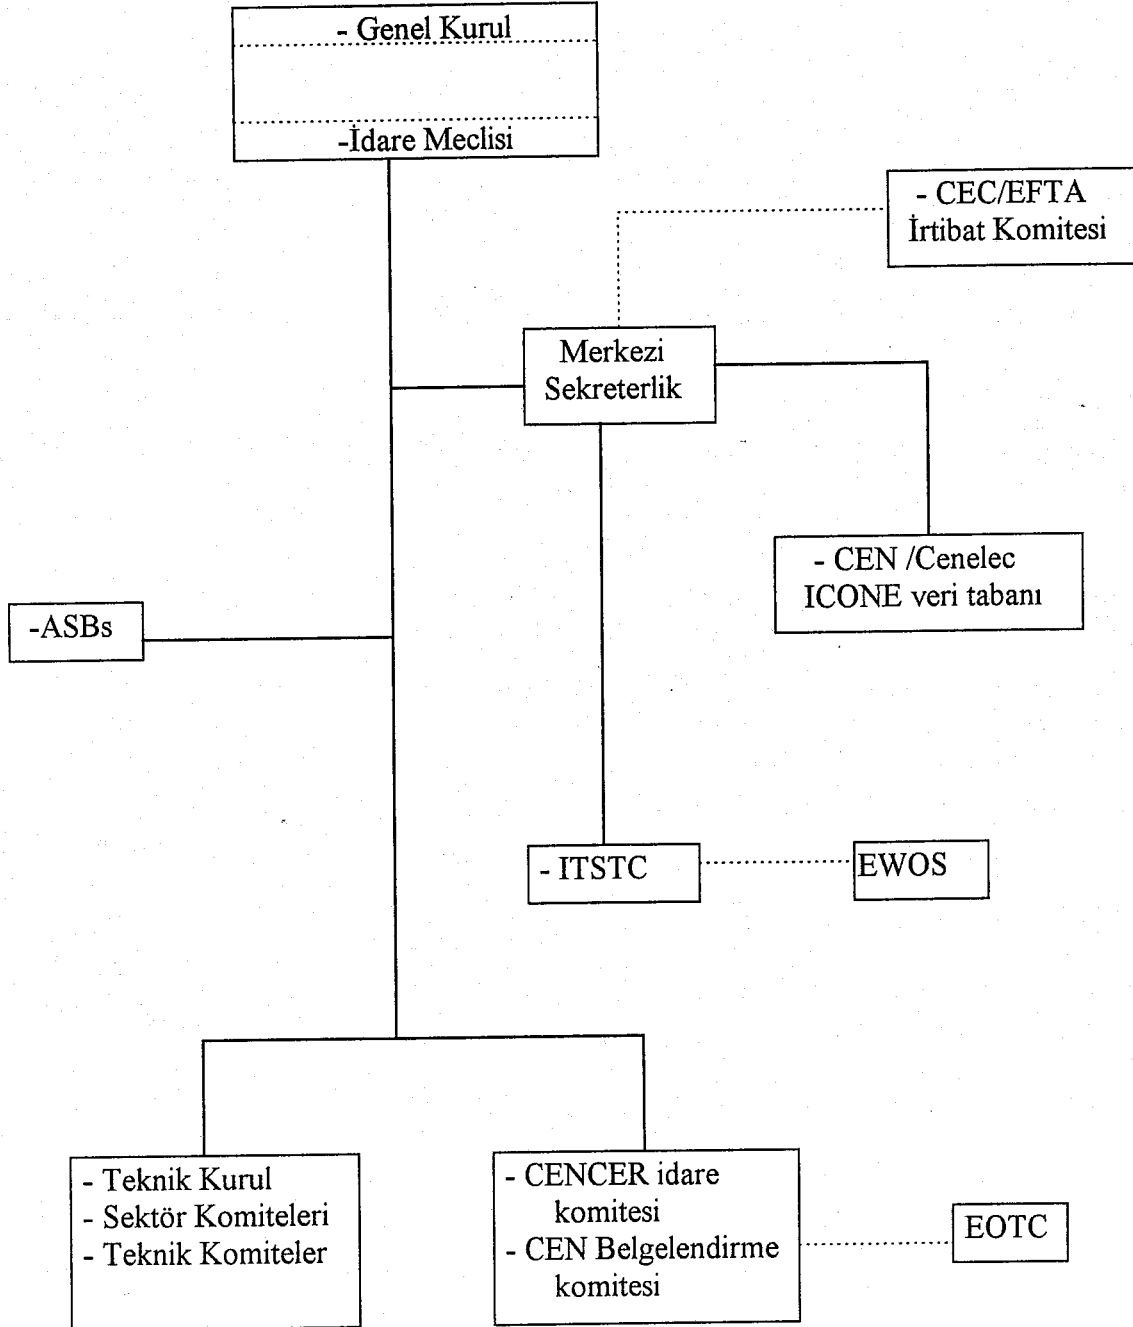 - Genel Kurul
-İdare Meclisi
- CEC/EFTA
İrtibat Komitesi
Merkezi
Sekreterlik
- CEN /Cenelec
ICONE veri tabanı
-ASBs
- ITSTC
EWOS
- Teknik Kurul
- Sektör Komiteleri
- Teknik Komiteler
- CENCER idare
komitesi
- CEN Belgelendirme
komitesi
EOTC